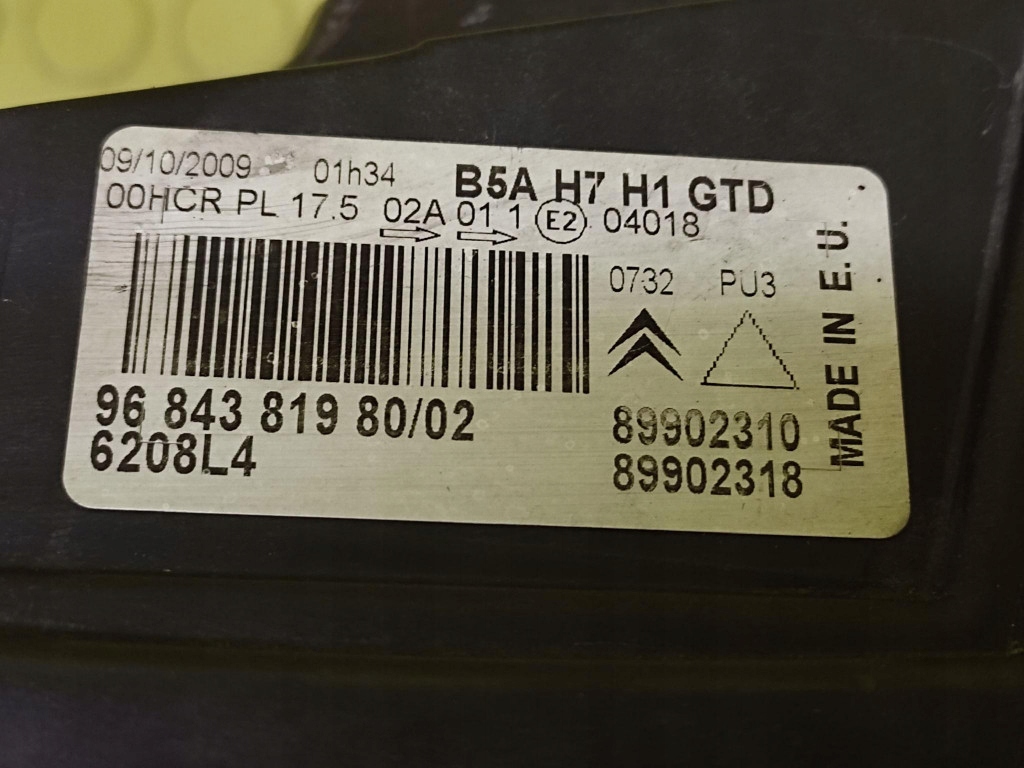 09/10/2009 01h34 B5A H7 H1 GTD
00HCR PL 17.5 02A 01 1 E2 04018
0732 PU3
96 843 819 80/02
6208L4
89902310
89902318
MADE IN E.U.